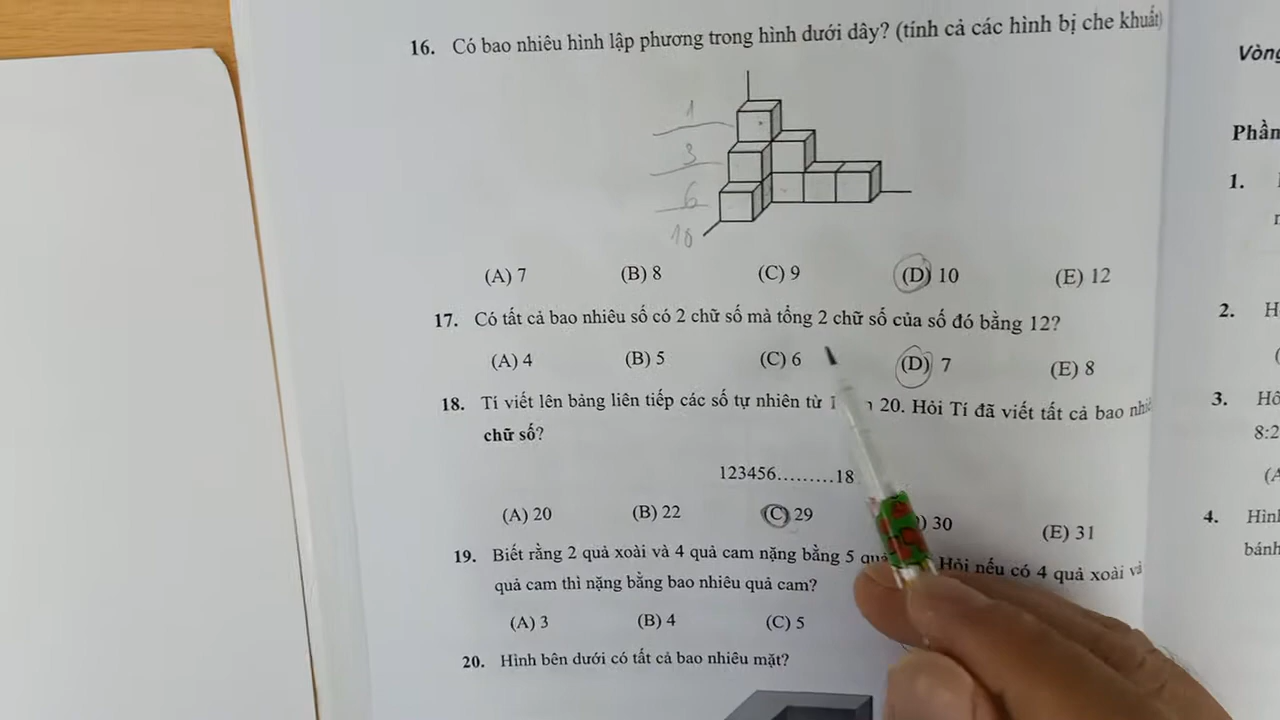 16. Có bao nhiêu hình lập phương trong hình dưới dây? (tính cả các hình bị che khuất)
1
3
6
10
(A) 7 (B) 8 (C) 9 (D) 10 (E) 12
17. Có tất cả bao nhiêu số có 2 chữ số mà tổng 2 chữ số của số đó bằng 12?
(A) 4 (B) 5 (C) 6 (D) 7 (E) 8
18. Tí viết lên bảng liên tiếp các số tự nhiên từ 20. Hỏi Tí đã viết tất cả bao
chữ số?
123456.........18
(A) 20 (B) 22 (C) 29 30 (E) 31
19. Biết rằng 2 quả xoài và 4 quả cam nặng bằng 5 Hỏi nếu có 4 quả xoài và
quả cam thì nặng bằng bao nhiêu quả cam?
(A) 3 (B) 4 (C) 5
20. Hình bên dưới có tất cả bao nhiêu mặt?
Vòng
Phần
1.
2. H
3.
8:2
(A
4. Hìn
bánh